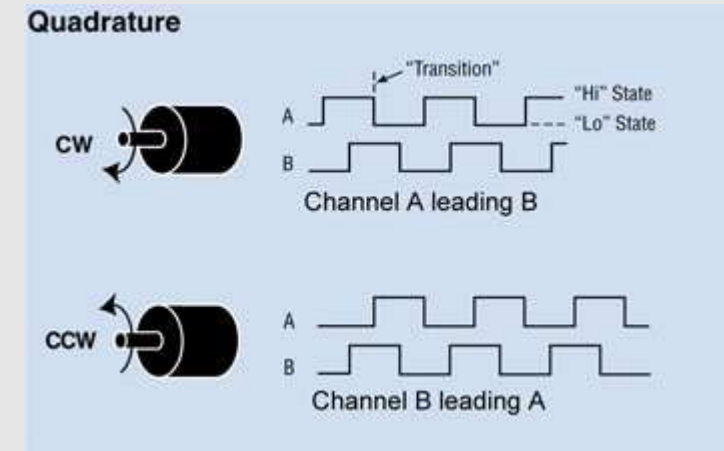 Quadrature
"Transition"
A
"Hi" State
"Lo" State
CW
B
Channel A leading B
A
CCW
B
Channel B leading A